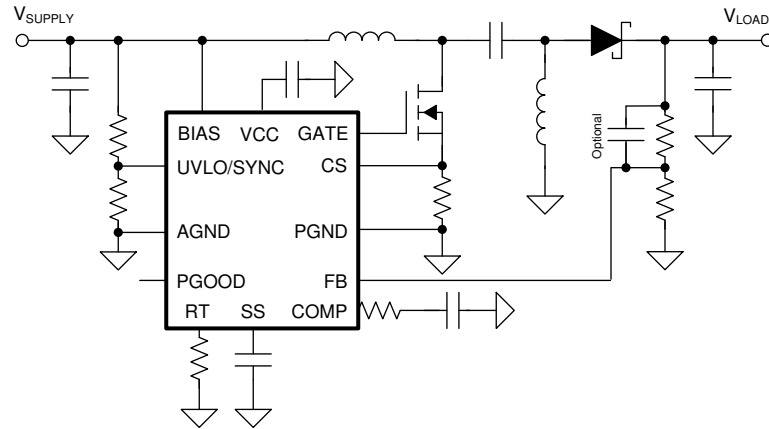 VSUPPLY
VLOAD
BIAS VCC GATE
Optional
UVLO/SYNC CS
AGND PGND
PGOOD FB
RT SS COMP